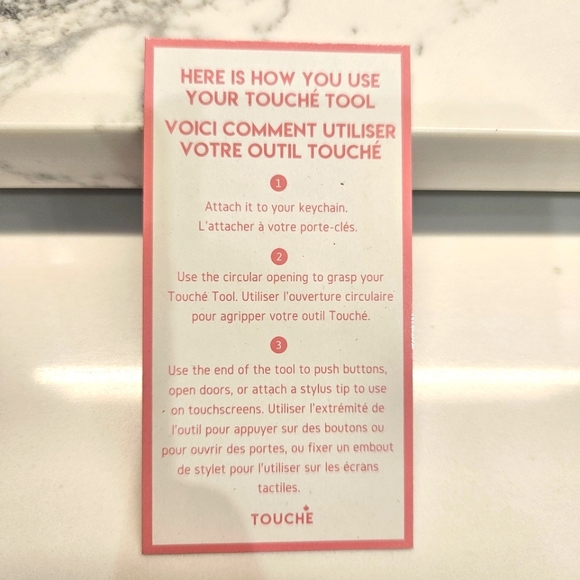 HERE IS HOW YOU USE
YOUR TOUCHÉ TOOL
VOICI COMMENT UTILISER
VOTRE OUTIL TOUCHÉ
1
Attach it to your keychain.
L'attacher à votre porte-clés.
2
Use the circular opening to grasp your
Touché Tool. Utiliser l'ouverture circulaire
pour agripper votre outil Touché.
3
Use the end of the tool to push buttons,
open doors, or attach a stylus tip to use
on touchscreens. Utiliser l'extrémité de
l'outil pour appuyer sur des boutons ou
pour ouvrir des portes, ou fixer un embout
de stylet pour l'utiliser sur les écrans
tactiles.
TOUCHÉ